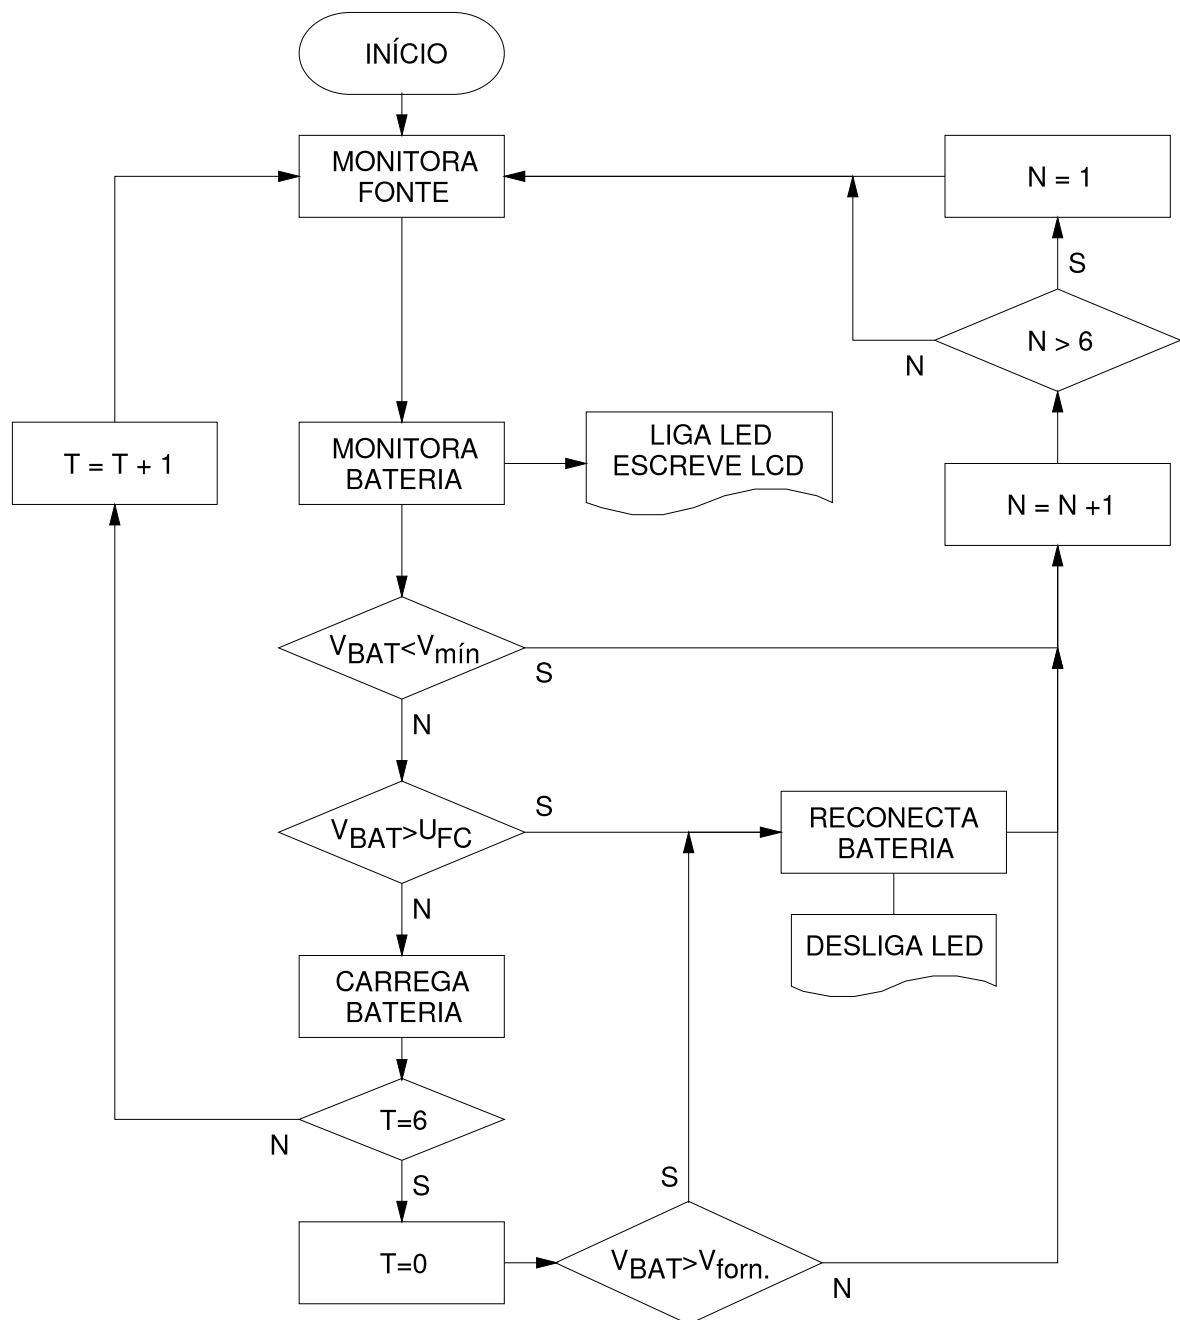 INÍCIO
MONITORA
FONTE
N = 1
S
N > 6
N
T = T + 1
MONITORA
BATERIA
LIGA LED
ESCREVE LCD
N = N +1
VBAT<Vmín
S
N
VBAT>UFC
S
RECONECTA
BATERIA
N
DESLIGA LED
CARREGA
BATERIA
T=6
N
S
S
T=0
VBAT>Vforn.
N